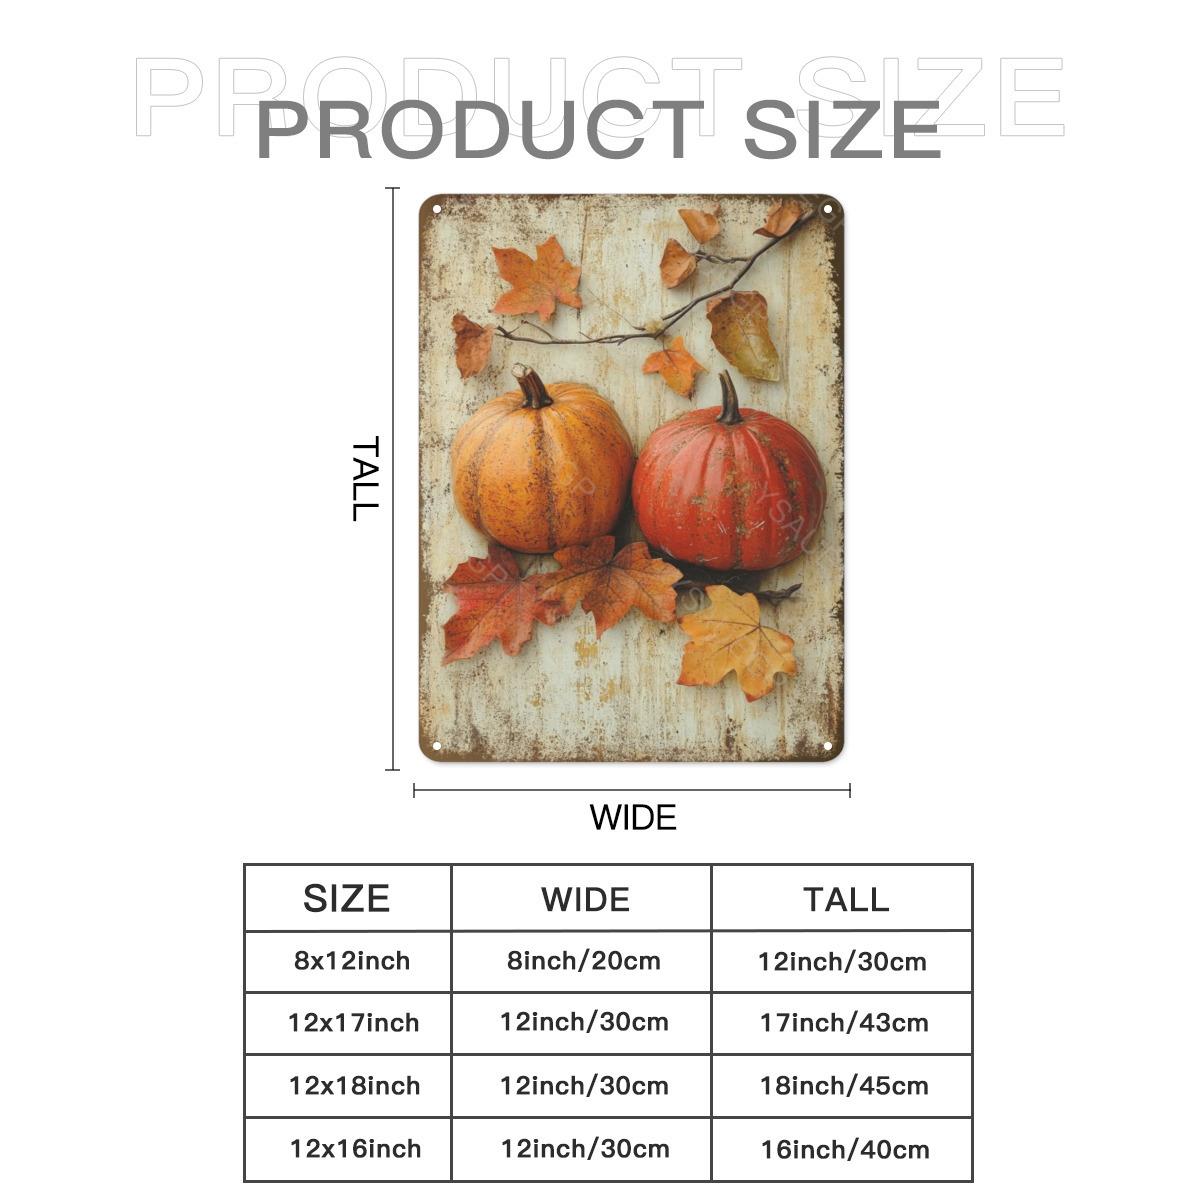 PRODUCT SIZE
PRODUCT SIZE
TALL
WIDE
SIZE WIDE TALL
8x12inch 8inch/20cm 12inch/30cm
12x17inch 12inch/30cm 17inch/43cm
12x18inch 12inch/30cm 18inch/45cm
12x16inch 12inch/30cm 16inch/40cm